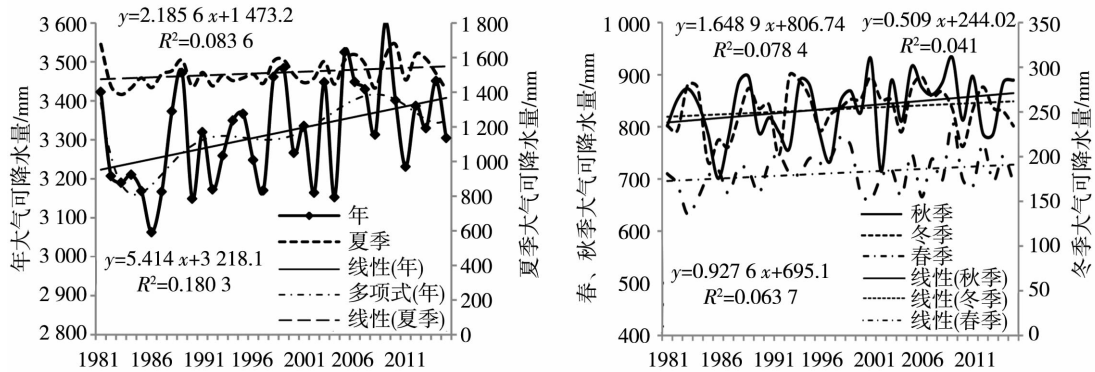 年大气可降水量/mm
3 600
3 500
3 400
3 300
3 200
3 100
3 000
2 900
2 800
y=2.185 6 x+1 473.2
R²=0.083 6
y=5.414 x+3 218.1
R²=0.180 3
年
夏季
线性(年)
多项式(年)
线性(夏季)
1 800
1 600
1 400
1 200
1 000
800
600
400
200
0
夏季大气可降水量/mm
1981 1986 1991 1996 2001 2006 2011
春、秋季大气可降水量/mm
1 000
900
800
700
600
500
400
y=1.648 9 x+806.74
R²=0.078 4
y=0.509 x+244.02
R²=0.041
y=0.927 6 x+695.1
R²=0.063 7
秋季
冬季
春季
线性(秋季)
线性(冬季)
线性(春季)
350
300
250
200
150
100
50
0
冬季大气可降水量/mm
1981 1986 1991 1996 2001 2006 2011